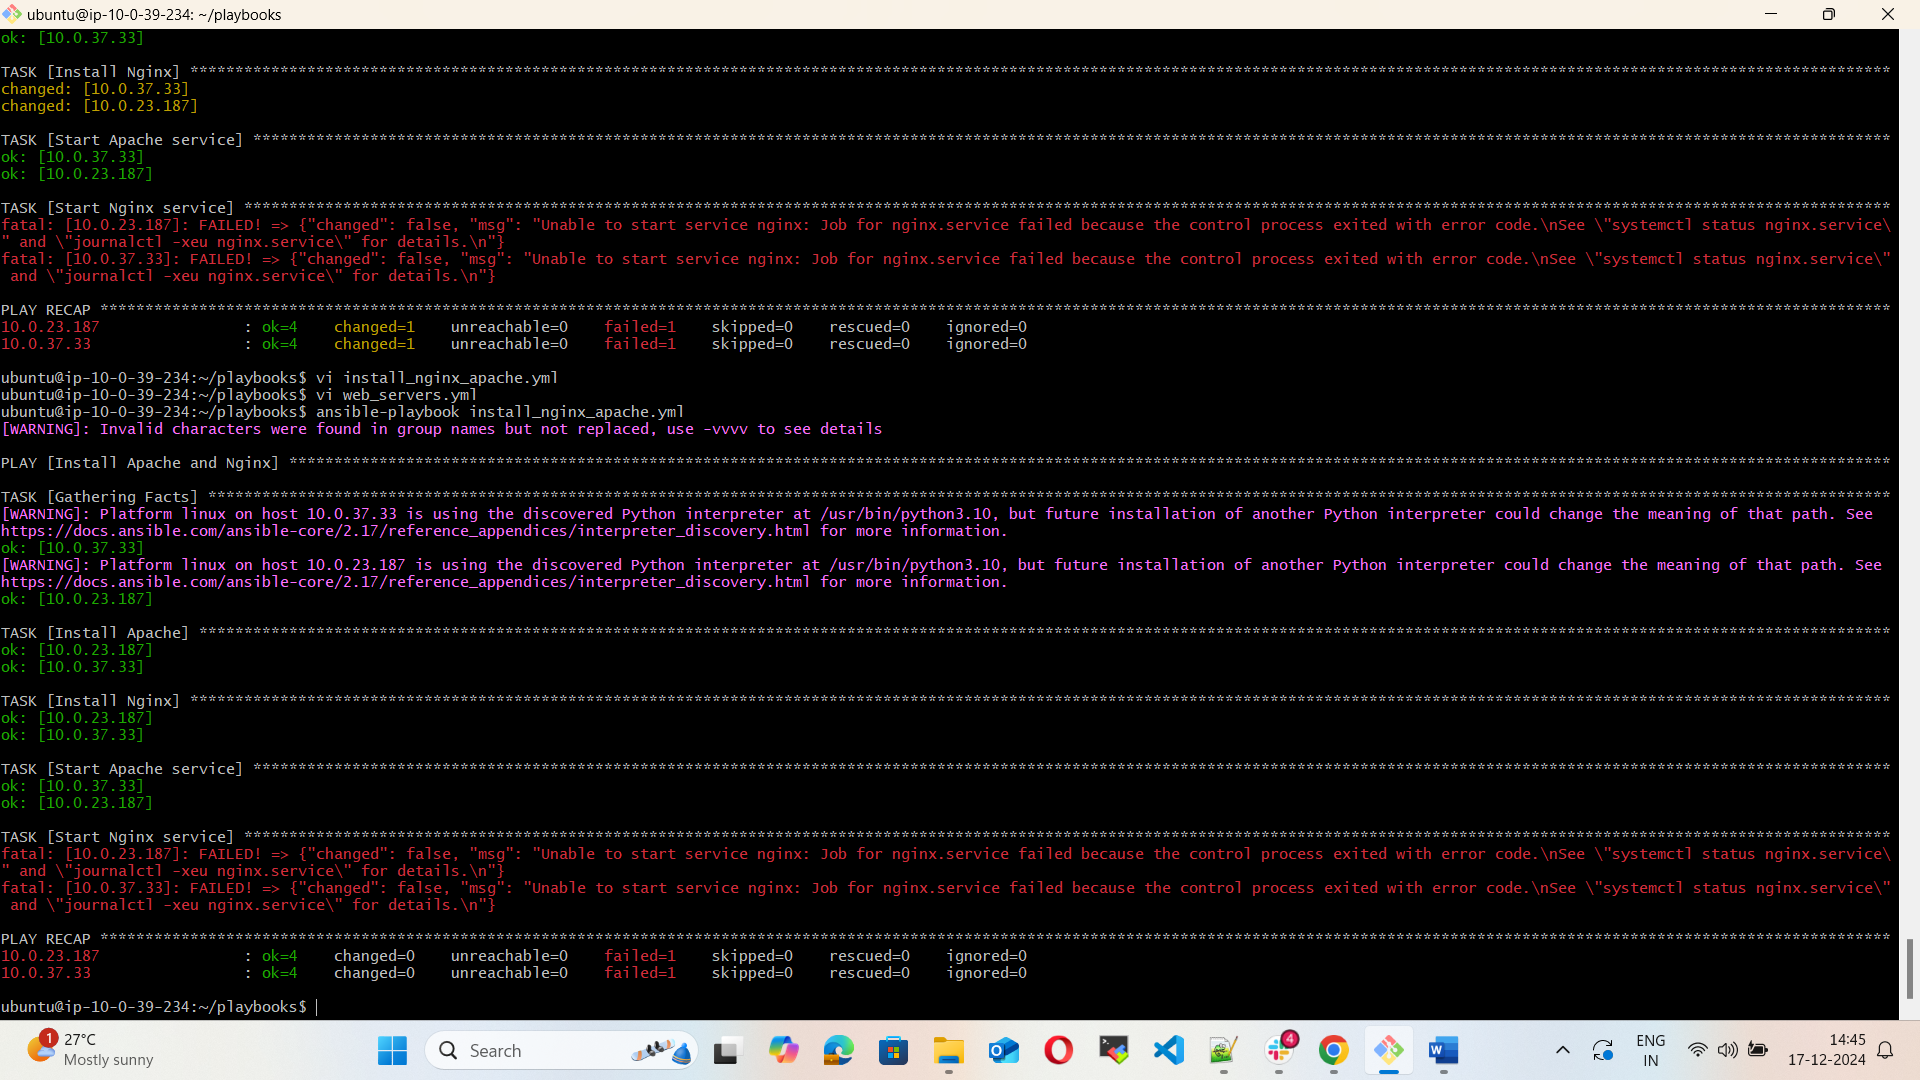 ubuntu@ip-10-0-39-234: ~/playbooks
ok: [10.0.37.33]
TASK [Install Nginx] ****************************************************************************************************************************************************************************
changed: [10.0.37.33]
changed: [10.0.23.187]
TASK [Start Apache service] *********************************************************************************************************************************************************************
ok: [10.0.37.33]
ok: [10.0.23.187]
TASK [Start Nginx service] **********************************************************************************************************************************************************************
fatal: [10.0.23.187]: FAILED! => {"changed": false, "msg": "Unable to start service nginx: Job for nginx.service failed because the control process exited with error code.\nSee \"systemctl status nginx.service\
" and \"journalctl -xeu nginx.service\" for details.\n"}
fatal: [10.0.37.33]: FAILED! => {"changed": false, "msg": "Unable to start service nginx: Job for nginx.service failed because the control process exited with error code.\nSee \"systemctl status nginx.service\"
 and \"journalctl -xeu nginx.service\" for details.\n"}
PLAY RECAP **************************************************************************************************************************************************************************************
10.0.23.187 : ok=4 changed=1 unreachable=0 failed=1 skipped=0 rescued=0 ignored=0
10.0.37.33 : ok=4 changed=1 unreachable=0 failed=1 skipped=0 rescued=0 ignored=0
ubuntu@ip-10-0-39-234:~/playbooks$ vi install_nginx_apache.yml
ubuntu@ip-10-0-39-234:~/playbooks$ vi web_servers.yml
ubuntu@ip-10-0-39-234:~/playbooks$ ansible-playbook install_nginx_apache.yml
[WARNING]: Invalid characters were found in group names but not replaced, use -vvvv to see details
PLAY [Install Apache and Nginx] *****************************************************************************************************************************************************************
TASK [Gathering Facts] **************************************************************************************************************************************************************************
[WARNING]: Platform linux on host 10.0.37.33 is using the discovered Python interpreter at /usr/bin/python3.10, but future installation of another Python interpreter could change the meaning of that path. See
https://docs.ansible.com/ansible-core/2.17/reference_appendices/interpreter_discovery.html for more information.
ok: [10.0.37.33]
[WARNING]: Platform linux on host 10.0.23.187 is using the discovered Python interpreter at /usr/bin/python3.10, but future installation of another Python interpreter could change the meaning of that path. See
https://docs.ansible.com/ansible-core/2.17/reference_appendices/interpreter_discovery.html for more information.
ok: [10.0.23.187]
TASK [Install Apache] ***************************************************************************************************************************************************************************
ok: [10.0.23.187]
ok: [10.0.37.33]
TASK [Install Nginx] ****************************************************************************************************************************************************************************
ok: [10.0.23.187]
ok: [10.0.37.33]
TASK [Start Apache service] *********************************************************************************************************************************************************************
ok: [10.0.37.33]
ok: [10.0.23.187]
TASK [Start Nginx service] **********************************************************************************************************************************************************************
fatal: [10.0.23.187]: FAILED! => {"changed": false, "msg": "Unable to start service nginx: Job for nginx.service failed because the control process exited with error code.\nSee \"systemctl status nginx.service\
" and \"journalctl -xeu nginx.service\" for details.\n"}
fatal: [10.0.37.33]: FAILED! => {"changed": false, "msg": "Unable to start service nginx: Job for nginx.service failed because the control process exited with error code.\nSee \"systemctl status nginx.service\"
 and \"journalctl -xeu nginx.service\" for details.\n"}
PLAY RECAP **************************************************************************************************************************************************************************************
10.0.23.187 : ok=4 changed=0 unreachable=0 failed=1 skipped=0 rescued=0 ignored=0
10.0.37.33 : ok=4 changed=0 unreachable=0 failed=1 skipped=0 rescued=0 ignored=0
ubuntu@ip-10-0-39-234:~/playbooks$
1
27°C
Mostly sunny
Search
4
W
ENG
IN
14:45
17-12-2024